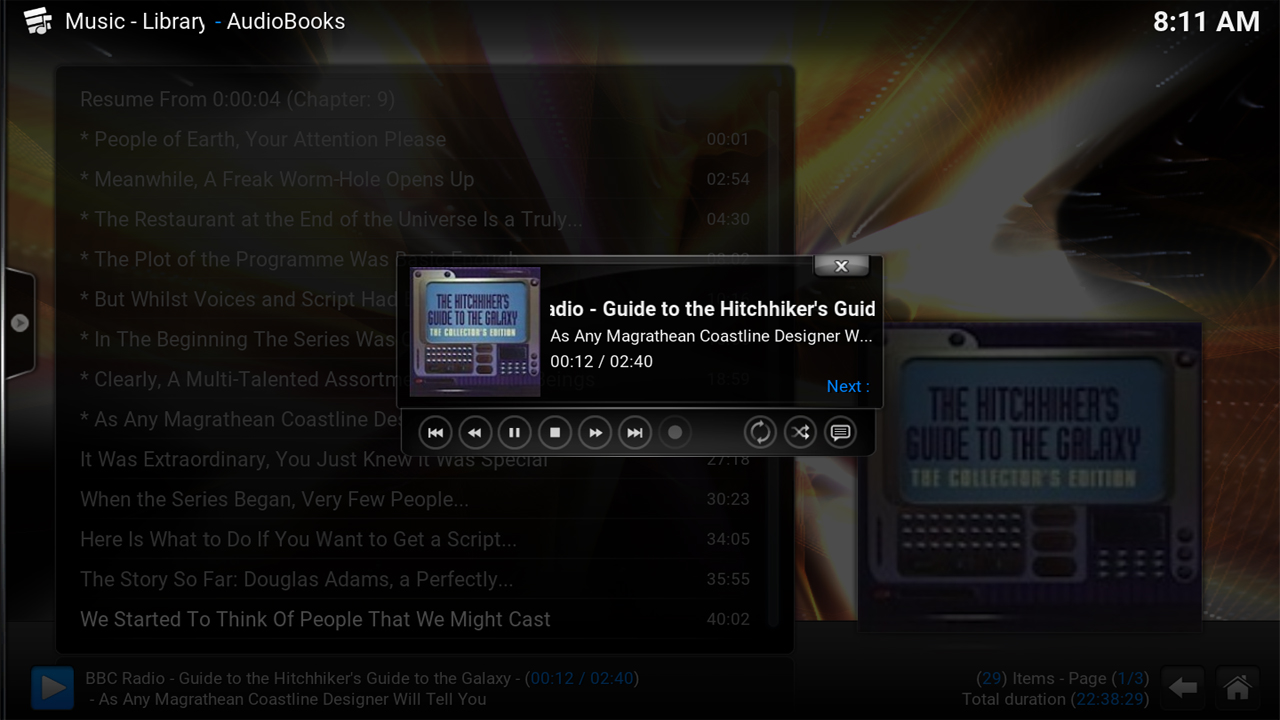 Music - Library - AudioBooks
8:11 AM
Resume From 0:00:04 (Chapter: 9)
* People of Earth, Your Attention Please 00:01
* Meanwhile, A Freak Worm-Hole Opens Up 02:54
* The Restaurant at the End of the Universe Is a Truly... 04:30
* The Plot of the Programme Was Basic Enough
* But Whilst Voices and Script Had
* In The Beginning The Series Was
* Clearly, A Multi-Talented Assortme eings 18:59
* As Any Magrathean Coastline De
It Was Extraordinary, You Just Knew It Was Special 27:18
When the Series Began, Very Few People... 30:23
Here Is What to Do If You Want to Get a Script... 34:05
The Story So Far: Douglas Adams, a Perfectly... 35:55
We Started To Think Of People That We Might Cast 40:02
THE HITCHHIKER'S
GUIDE TO THE GALAXY
THE COLLECTOR'S EDITION
adio - Guide to the Hitchhiker's Guid
As Any Magrathean Coastline Designer W...
00:12 / 02:40
Next :
THE HITCHHIKER'S
GUIDE TO THE GALAXY
THE COLLECTOR'S EDITION
BBC Radio - Guide to the Hitchhiker's Guide to the Galaxy - (00:12 / 02:40)
- As Any Magrathean Coastline Designer Will Tell You
(29) Items - Page (1/3)
Total duration (22:38:29)